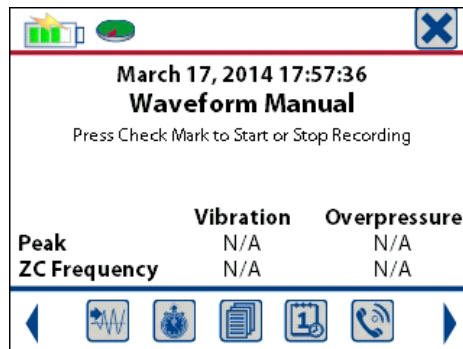 March 17, 2014 17:57:36
Waveform Manual
Press Check Mark to Start or Stop Recording
Vibration Overpressure
Peak N/A N/A
ZC Frequency N/A N/A
1